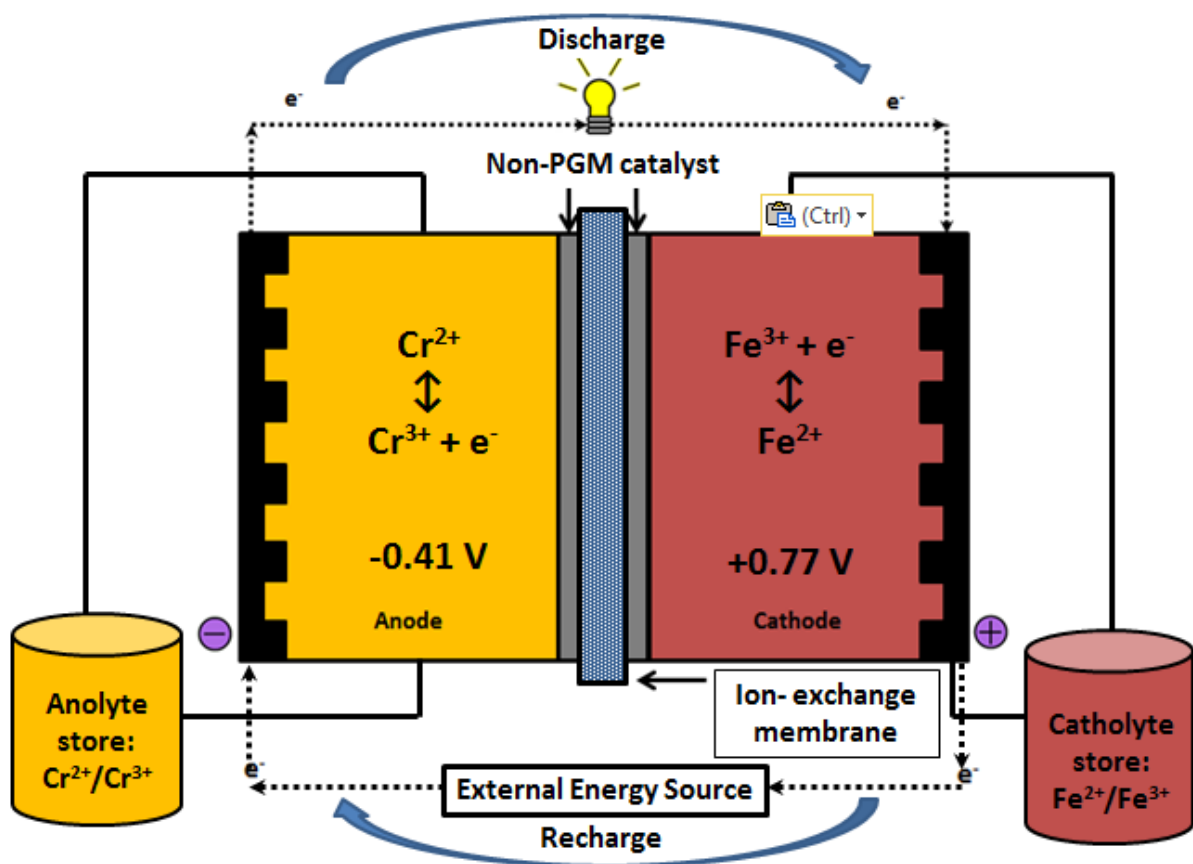 Discharge
e⁻
e⁻
Non-PGM catalyst
(Ctrl)
Cr²⁺
Cr³⁺ + e⁻
-0.41 V
Anode
Fe³⁺ + e⁻
Fe²⁺
+0.77 V
Cathode
Anolyte
store:
Cr²⁺/Cr³⁺
Ion- exchange
membrane
Catholyte
store:
Fe²⁺/Fe³⁺
e⁻
External Energy Source
e⁻
Recharge